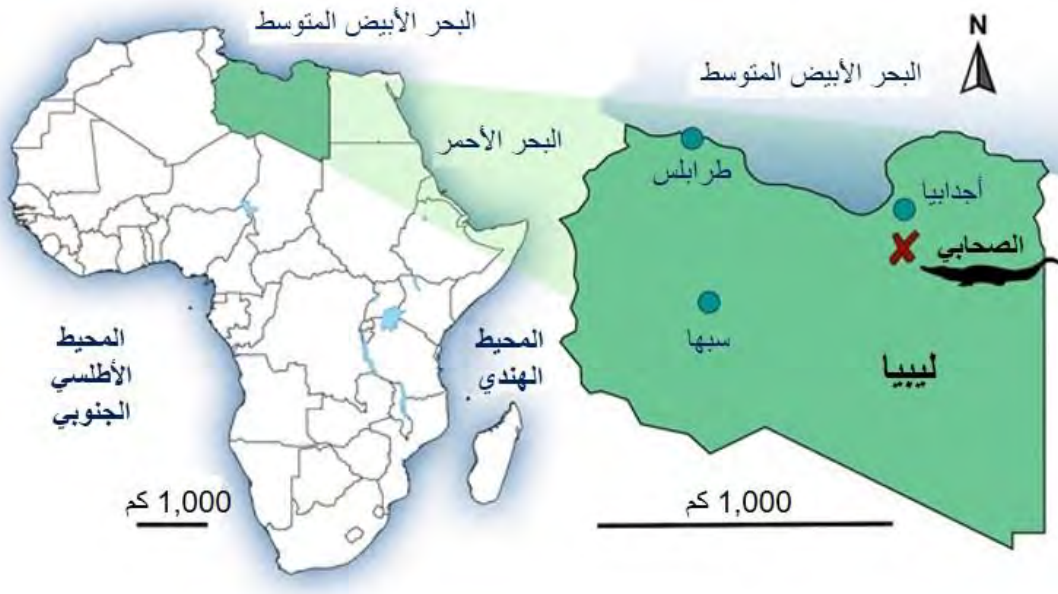 البحر الأبيض المتوسط
البحر الأحمر
المحيط
الأطلسي
الجنوبي
المحيط
الهندي
1,000 كم
N
البحر الأبيض المتوسط
طرابلس
أجدابيا
الصحابي
سبها
ليبيا
1,000 كم